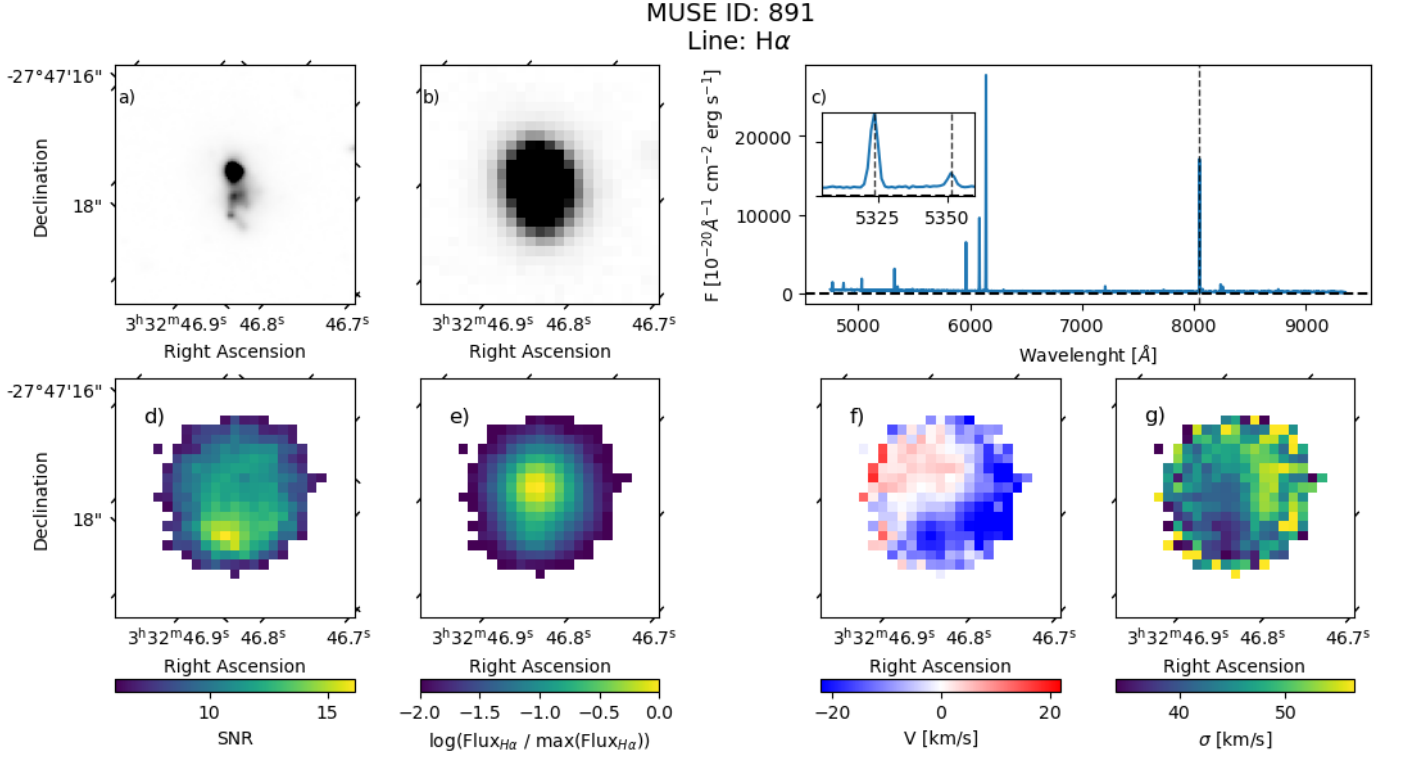 MUSE ID: 891
Line: Hα
-27°47'16"
18"
Declination
a)
3ʰ32ᵐ46.9ˢ 46.8ˢ 46.7ˢ
Right Ascension
b)
3ʰ32ᵐ46.9ˢ 46.8ˢ 46.7ˢ
Right Ascension
F [10⁻²⁰Å⁻¹ cm⁻² erg s⁻¹]
20000
10000
0
c)
5325 5350
5000 6000 7000 8000 9000
Wavelenght [Å]
-27°47'16"
18"
Declination
d)
3ʰ32ᵐ46.9ˢ 46.8ˢ 46.7ˢ
Right Ascension
10 15
SNR
e)
3ʰ32ᵐ46.9ˢ 46.8ˢ 46.7ˢ
Right Ascension
−2.0 −1.5 −1.0 −0.5 0.0
log(Flux_Hα / max(Flux_Hα))
f)
3ʰ32ᵐ46.9ˢ 46.8ˢ 46.7ˢ
Right Ascension
−20 0 20
V [km/s]
g)
3ʰ32ᵐ46.9ˢ 46.8ˢ 46.7ˢ
Right Ascension
40 50
σ [km/s]